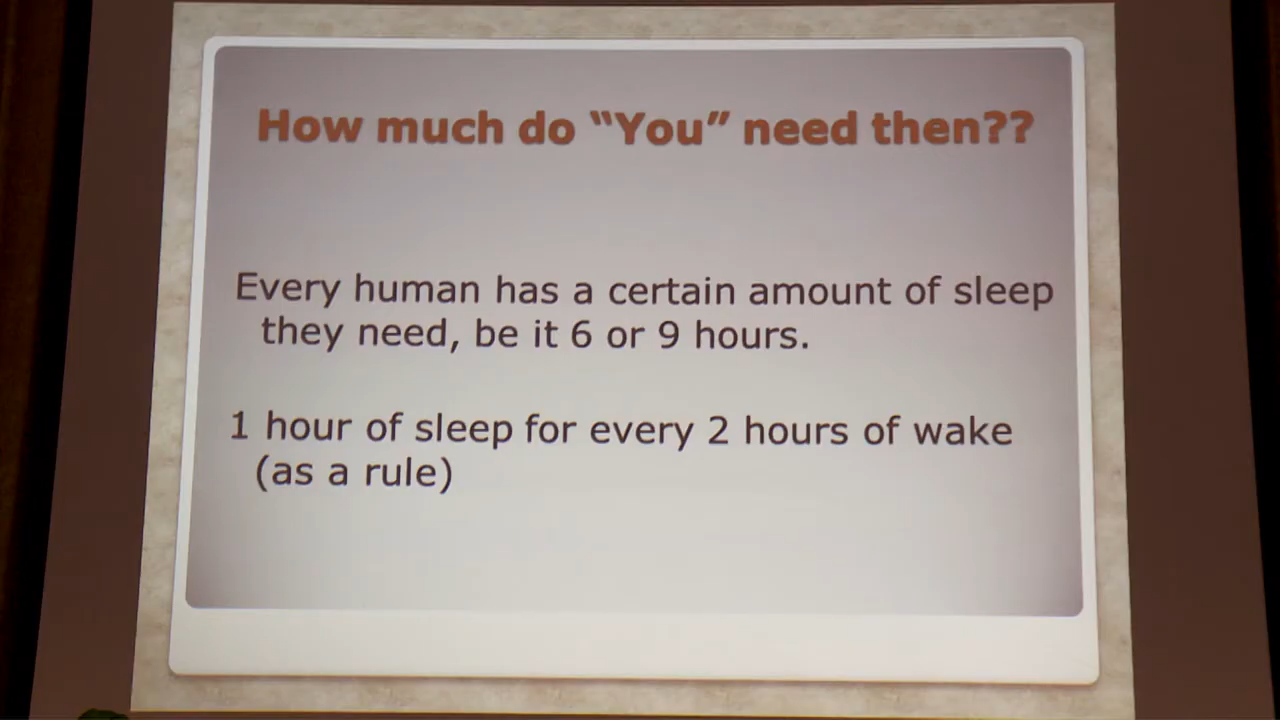 How much do “You” need then??
Every human has a certain amount of sleep
they need, be it 6 or 9 hours.
1 hour of sleep for every 2 hours of wake
(as a rule)